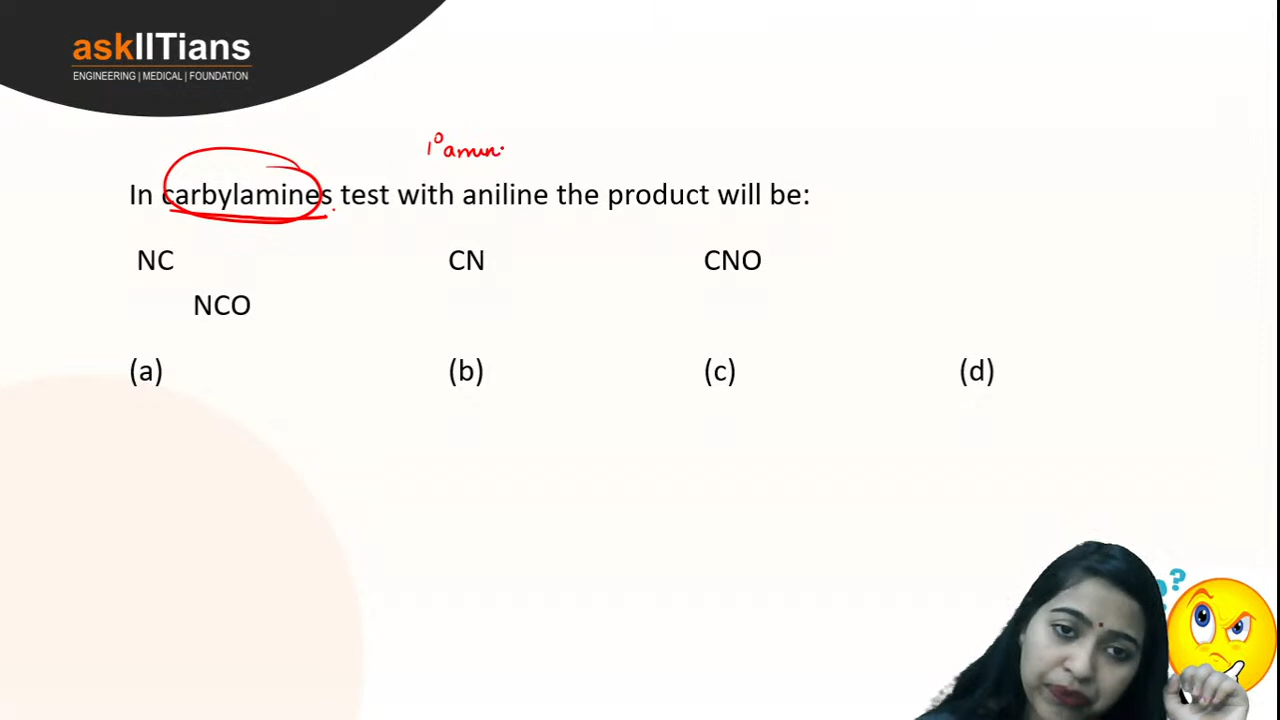 askIITians
ENGINEERING | MEDICAL | FOUNDATION
1° amin.
In carbylamines test with aniline the product will be:
NC CN CNO
NCO
(a) (b) (c) (d)
?